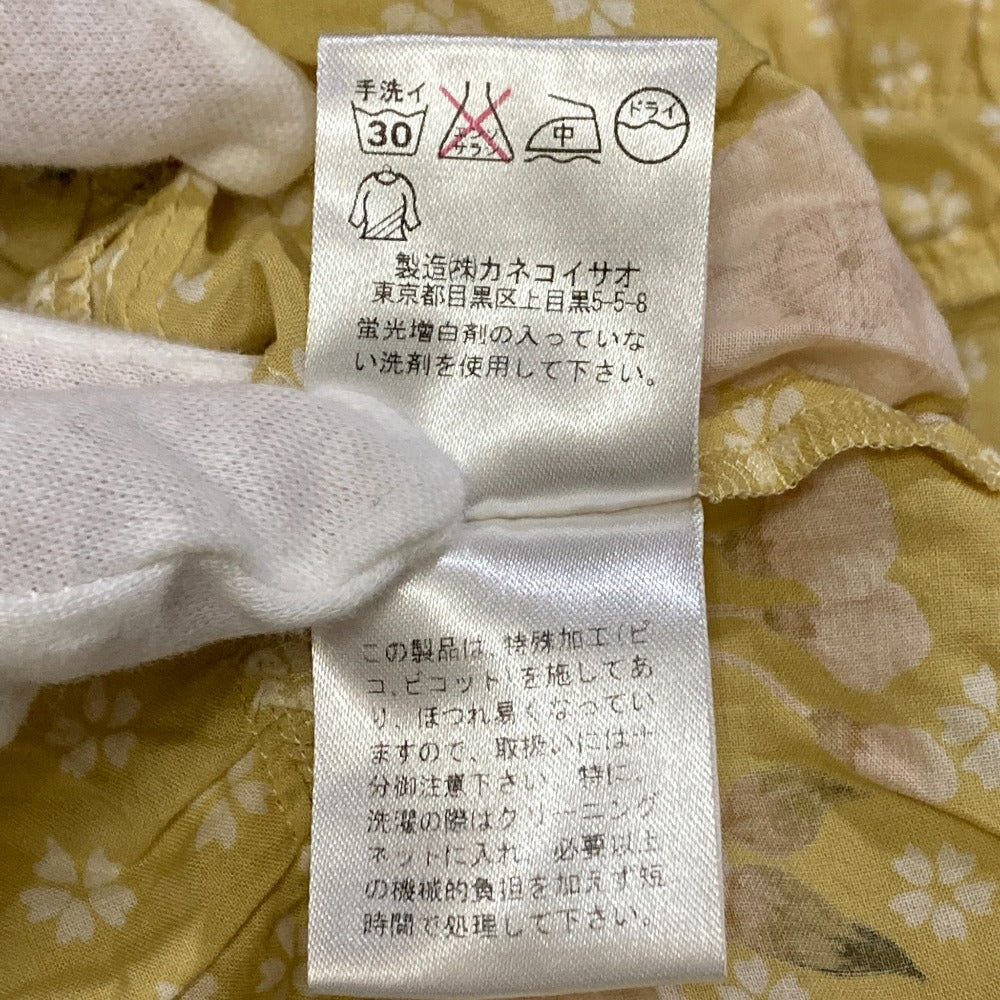 手洗イ
30
エンソ
サラシ
中
ドライ
製造㈱カネコイサオ
東京都目黒区上目黒5-5-8
蛍光増白剤の入っていな
い洗剤を使用して下さい。
この製品は、特殊加工(ピ
コ、ピコット)を施してあ
り、ほつれ易くなってい
ますので、取扱いには十
分御注意下さい。特に、
洗濯の際はクリーニング
ネットに入れ、必要以上
の機械的負担を加えず短
時間で処理して下さい。